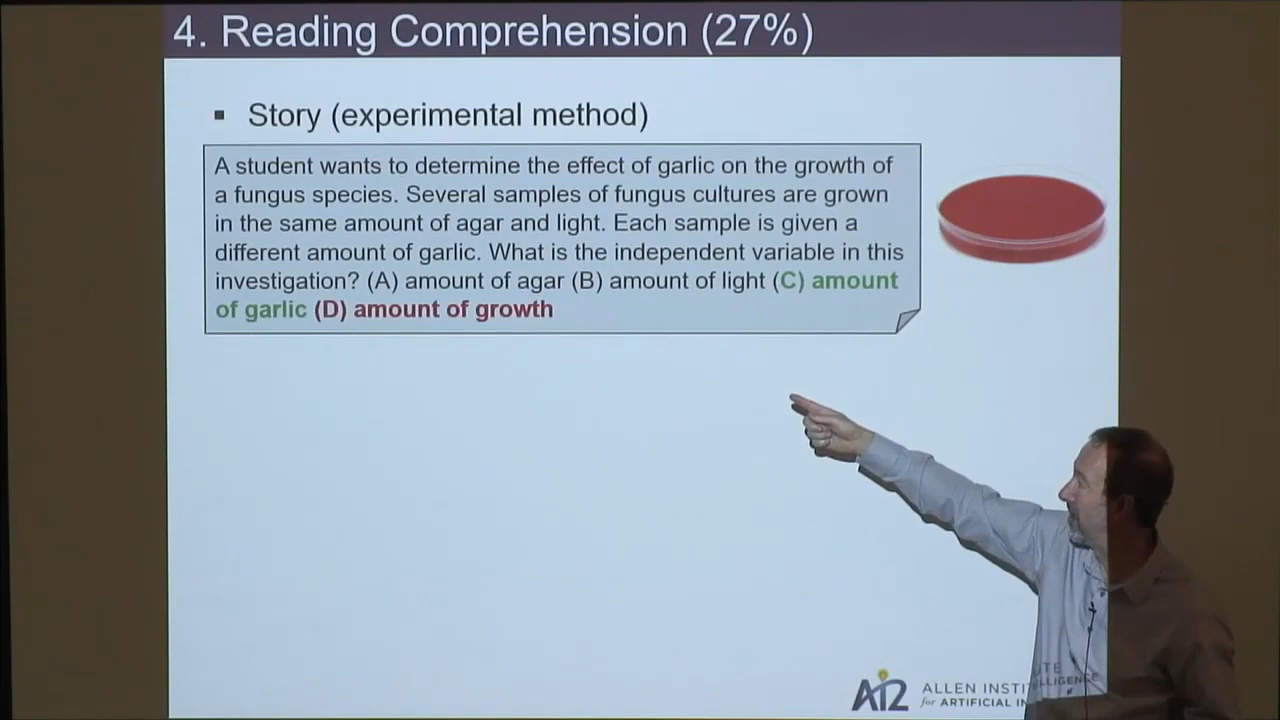 4. Reading Comprehension (27%)
▪ Story (experimental method)
A student wants to determine the effect of garlic on the growth of
a fungus species. Several samples of fungus cultures are grown
in the same amount of agar and light. Each sample is given a
different amount of garlic. What is the independent variable in this
investigation? (A) amount of agar (B) amount of light (C) amount
of garlic (D) amount of growth
AI2
ALLEN INSTITUTE
for ARTIFICIAL INTELLIGENCE